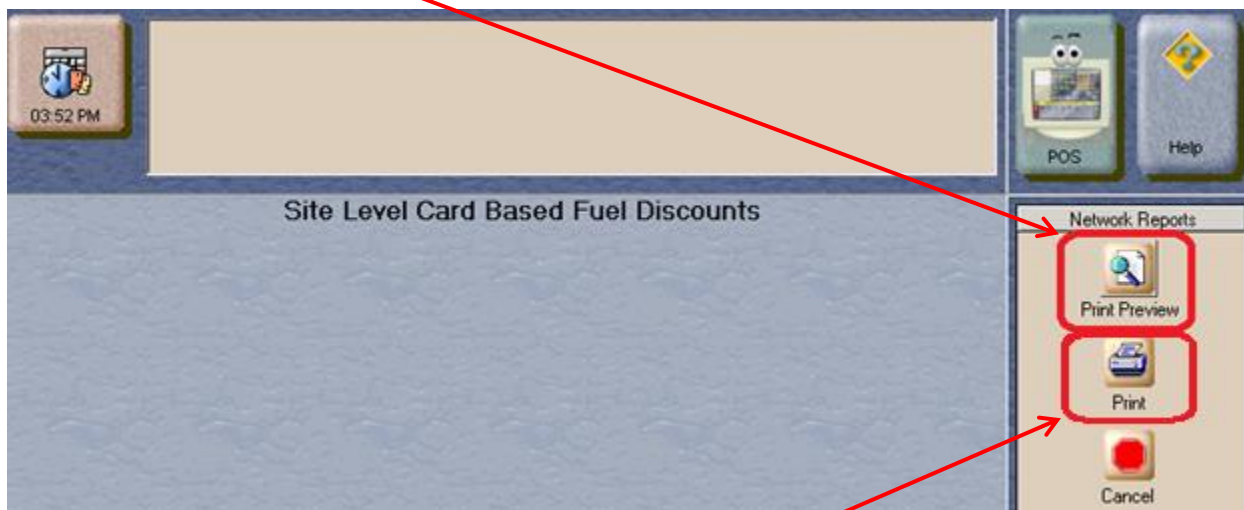 03:52 PM
POS
Help
Site Level Card Based Fuel Discounts
Network Reports
Print Preview
Print
Cancel